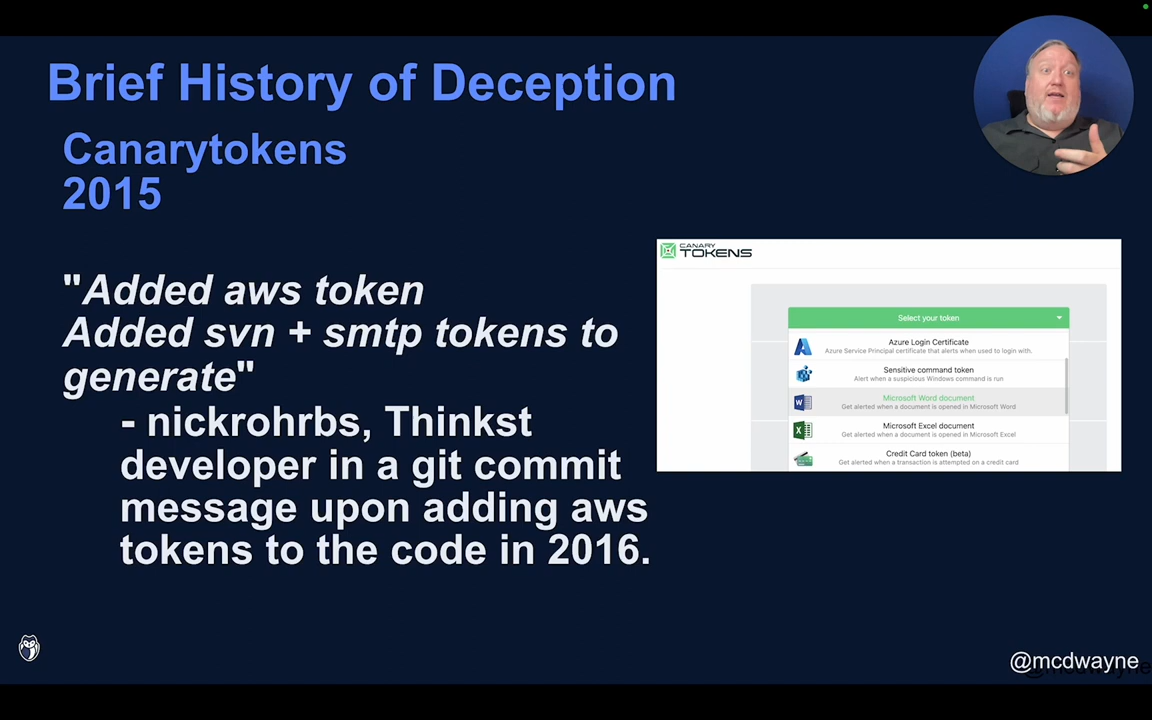 Brief History of Deception
Canarytokens
2015
"Added aws token
Added svn + smtp tokens to
generate"
- nickrohrbs, Thinkst
developer in a git commit
message upon adding aws
tokens to the code in 2016.
CANARY
TOKENS
Select your token
Azure Login Certificate
Azure Service Principal certificate that alerts when used to login with.
Sensitive command token
Alert when a suspicious Windows command is run
Microsoft Word document
Get alerted when a document is opened in Microsoft Word
Microsoft Excel document
Get alerted when a document is opened in Microsoft Excel
Credit Card token (beta)
Get alerted when a transaction is attempted on a credit card
@mcdwayne
@mcdwayne